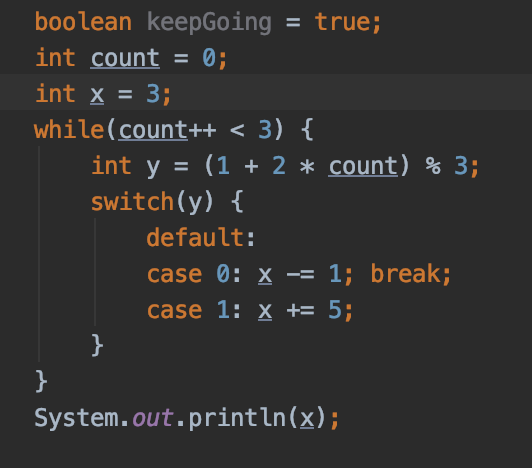 boolean keepGoing = true;
int count = 0;
int x = 3;
while(count++ < 3) {
    int y = (1 + 2 * count) % 3;
    switch(y) {
        default:
        case 0: x -= 1; break;
        case 1: x += 5;
    }
}
System.out.println(x);